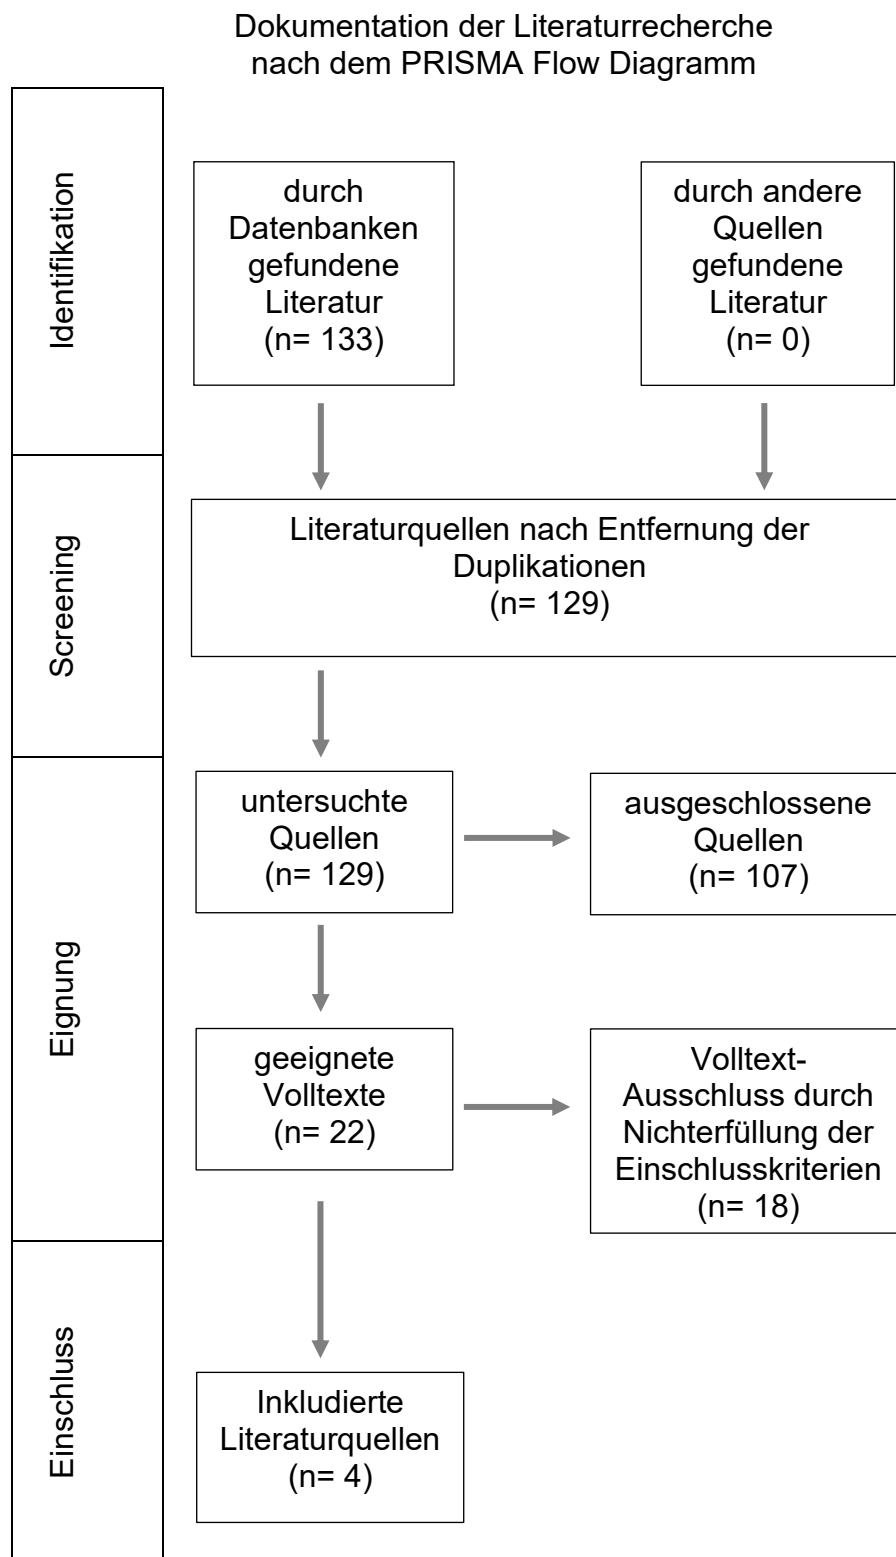 Dokumentation der Literaturrecherche
nach dem PRISMA Flow Diagramm
Identifikation
durch
Datenbanken
gefundene
Literatur
(n= 133)
durch andere
Quellen
gefundene
Literatur
(n= 0)
Screening
Literaturquellen nach Entfernung der
Duplikationen
(n= 129)
Eignung
untersuchte
Quellen
(n= 129)
ausgeschlossene
Quellen
(n= 107)
geeignete
Volltexte
(n= 22)
Volltext-
Ausschluss durch
Nichterfüllung der
Einschlusskriterien
(n= 18)
Einschluss
Inkludierte
Literaturquellen
(n= 4)